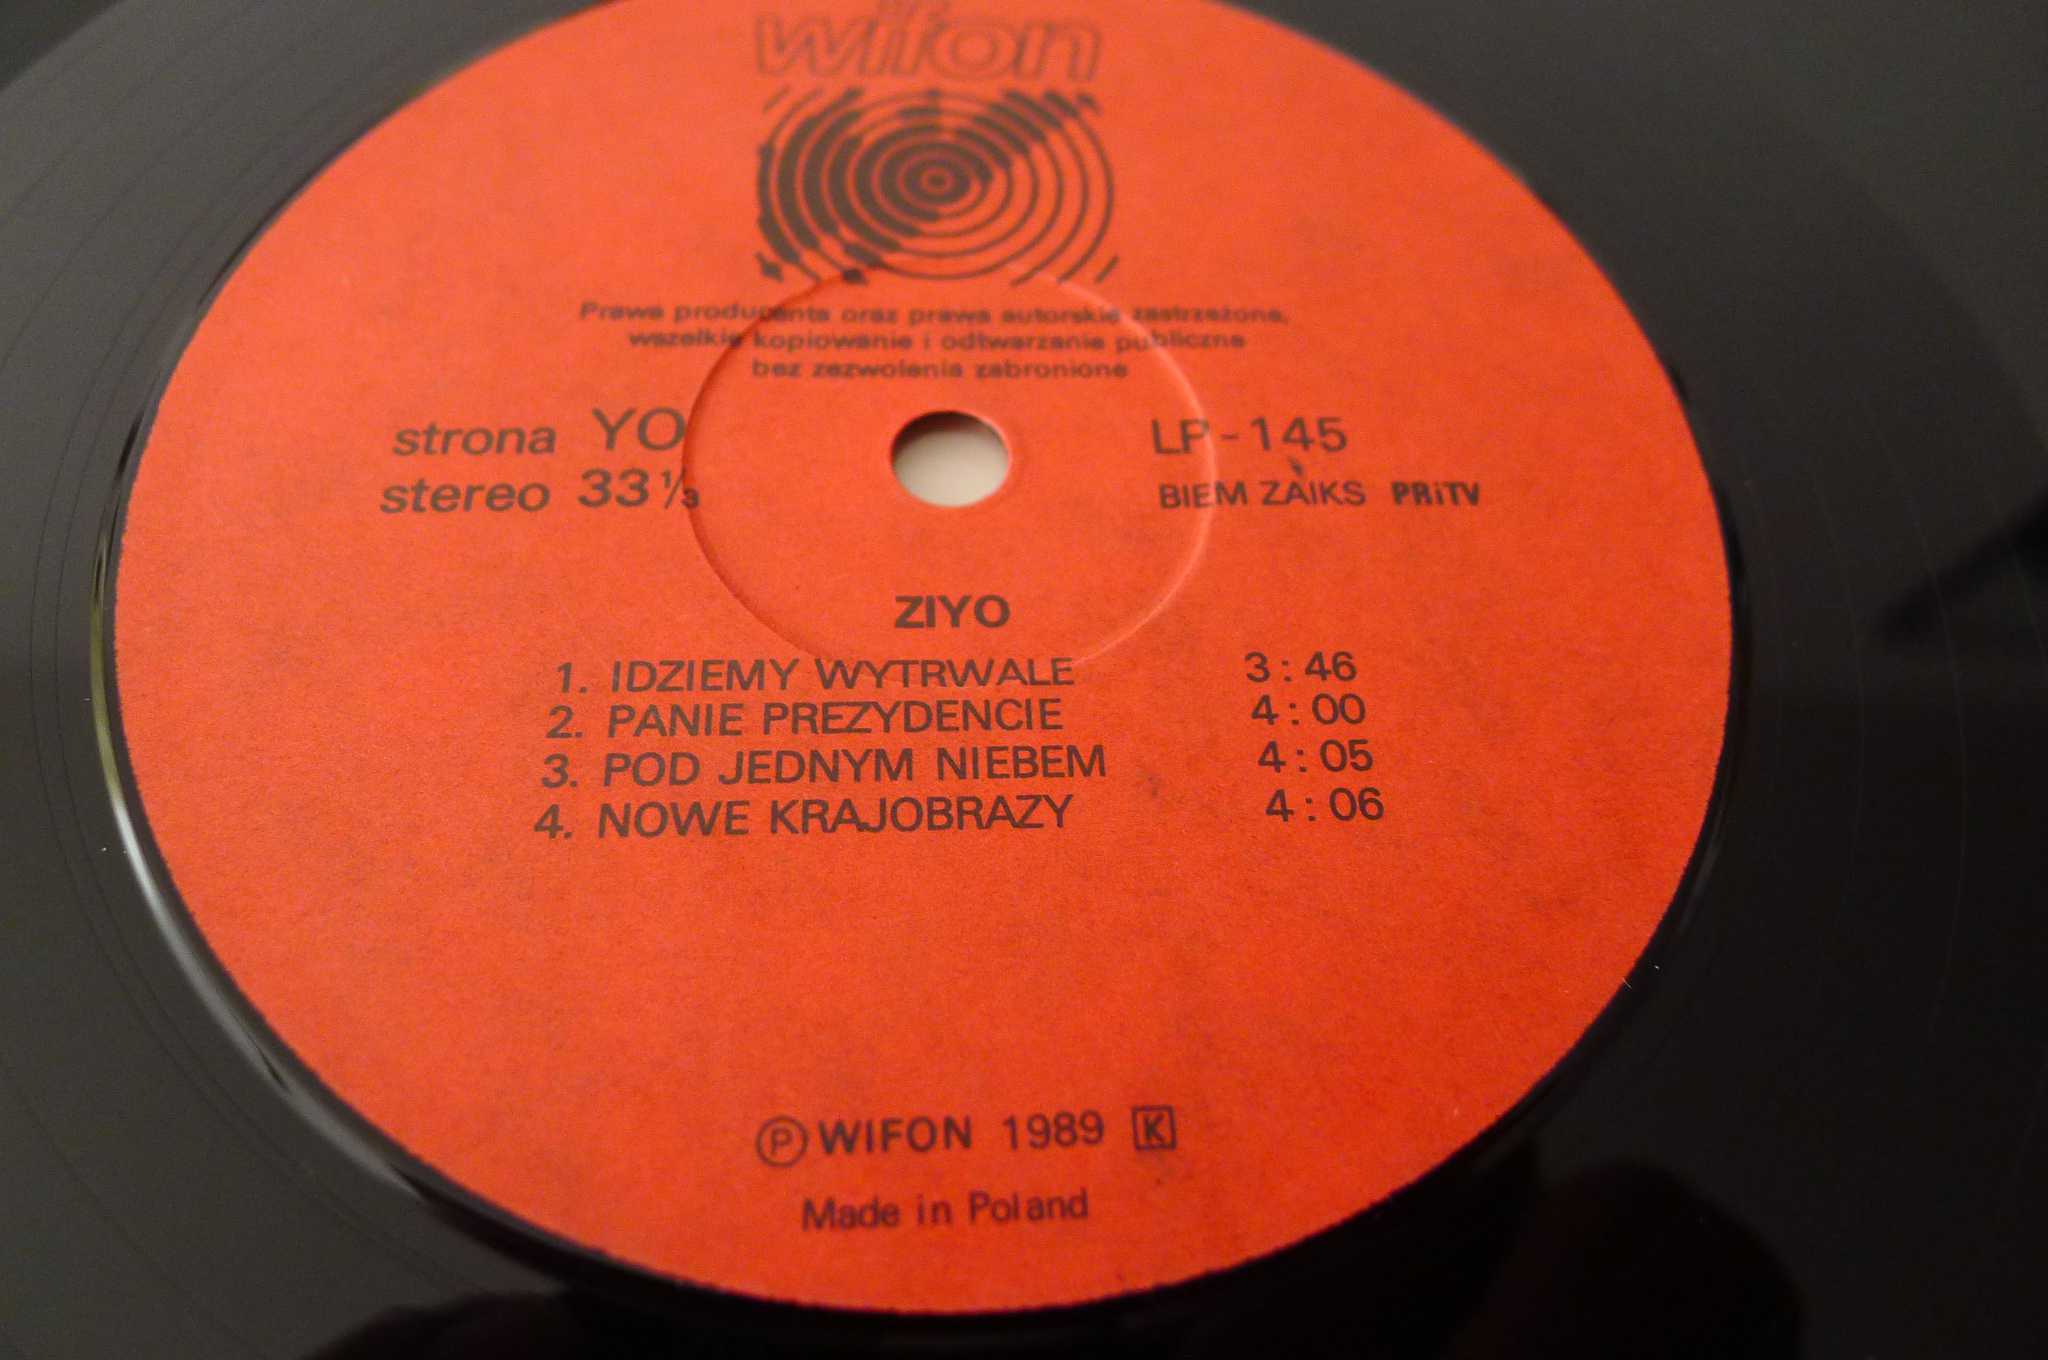 wifon
Prawa producenta oraz prawa autorskie zastrzeżone,
wszelkie kopiowanie i odtwarzanie publiczne
bez zezwolenia zabronione
strona YO
stereo 33⅓
LP-145
BIEM ZAIKS PRiTV
ZIYO
1. IDZIEMY WYTRWALE 3:46
2. PANIE PREZYDENCIE 4:00
3. POD JEDNYM NIEBEM 4:05
4. NOWE KRAJOBRAZY 4:06
Ⓟ WIFON 1989 K
Made in Poland